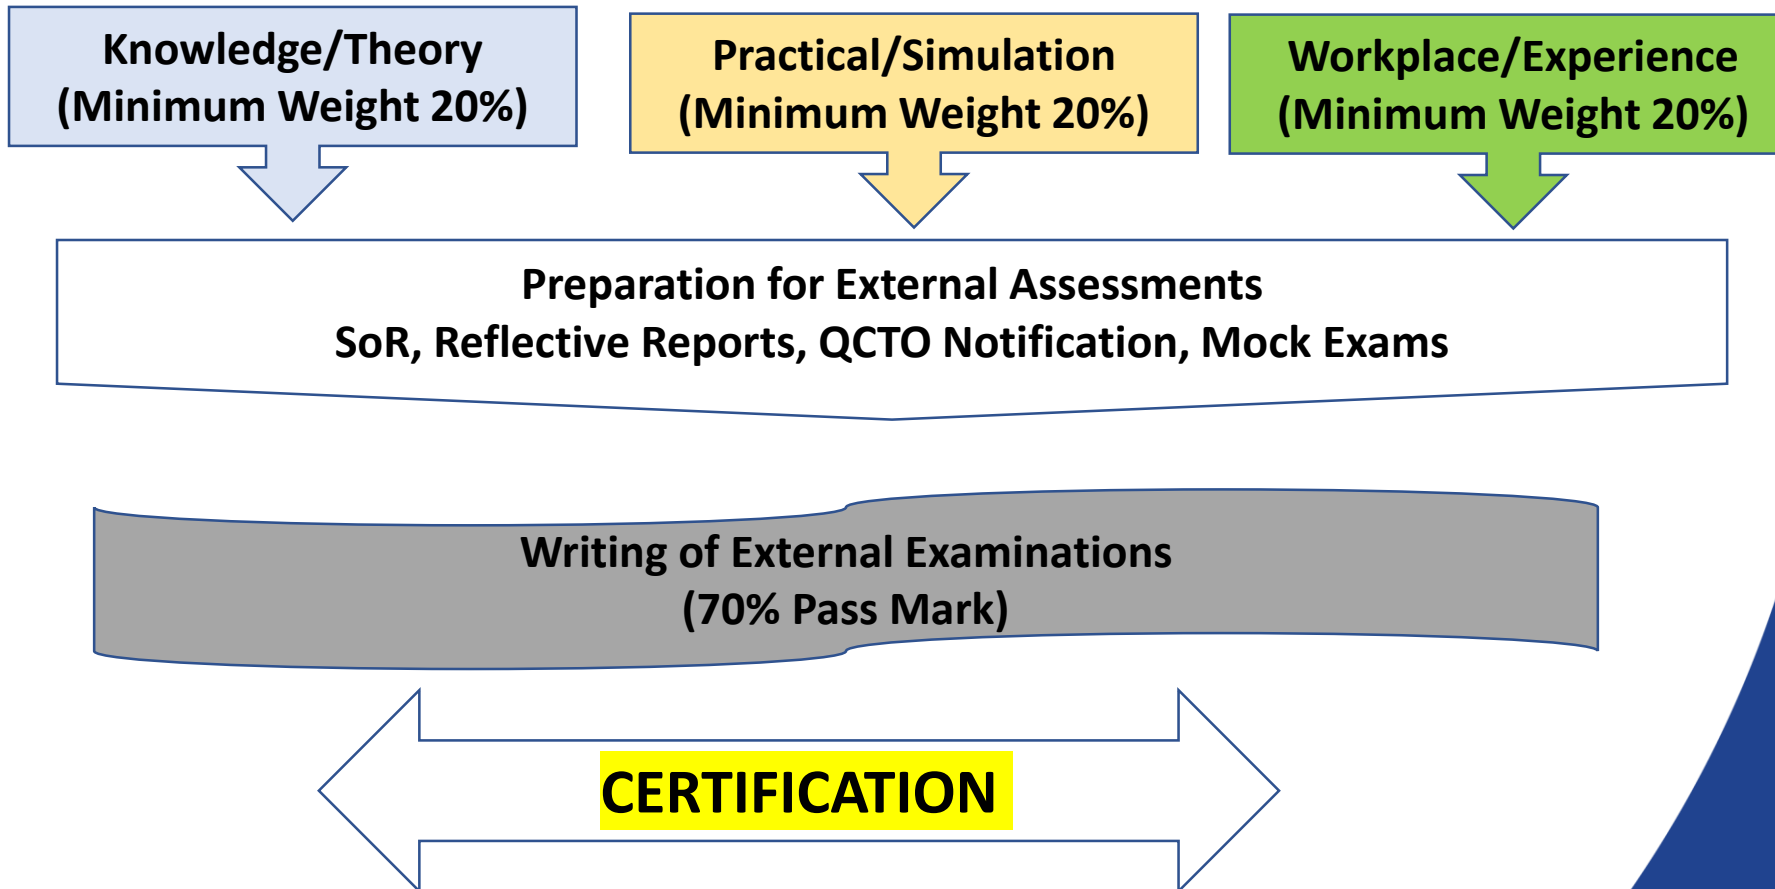 Knowledge/Theory
(Minimum Weight 20%)
Practical/Simulation
(Minimum Weight 20%)
Workplace/Experience
(Minimum Weight 20%)
Preparation for External Assessments
SoR, Reflective Reports, QCTO Notification, Mock Exams
Writing of External Examinations
(70% Pass Mark)
CERTIFICATION